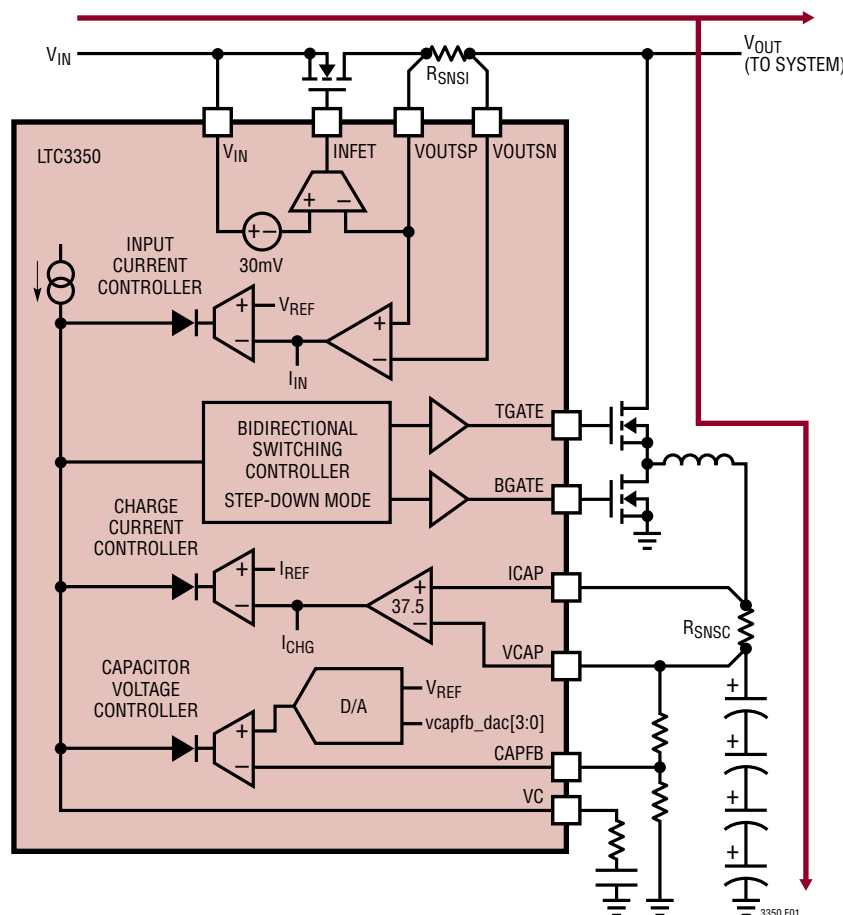 VIN
RSNSI
VOUT
(TO SYSTEM)
LTC3350
VIN
INFET
VOUTSP
VOUTSN
+ −
+ −
30mV
INPUT
CURRENT
CONTROLLER
+
−
VREF
IIN
+
−
BIDIRECTIONAL
SWITCHING
CONTROLLER
STEP-DOWN MODE
TGATE
BGATE
CHARGE
CURRENT
CONTROLLER
+
−
IREF
ICHG
+
37.5
−
ICAP
VCAP
RSNSC
CAPACITOR
VOLTAGE
CONTROLLER
+
−
D/A
VREF
vcapfb_dac[3:0]
CAPFB
VC
+
+
+
+
3350 F01